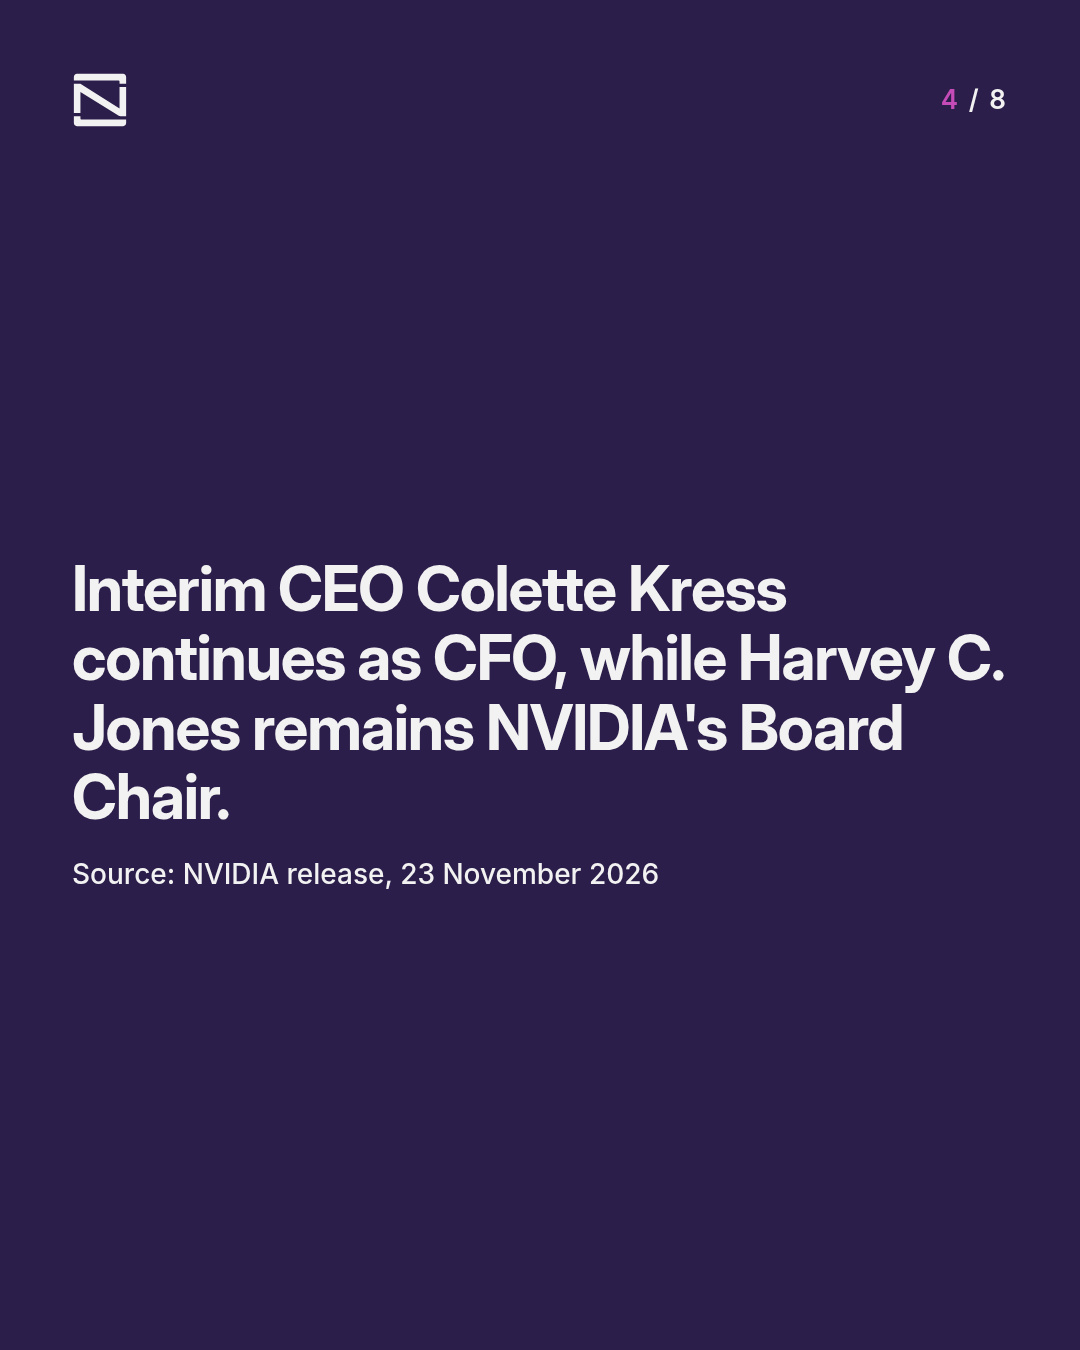 4 / 8
Interim CEO Colette Kress
continues as CFO, while Harvey C.
Jones remains NVIDIA's Board
Chair.
Source: NVIDIA release, 23 November 2026